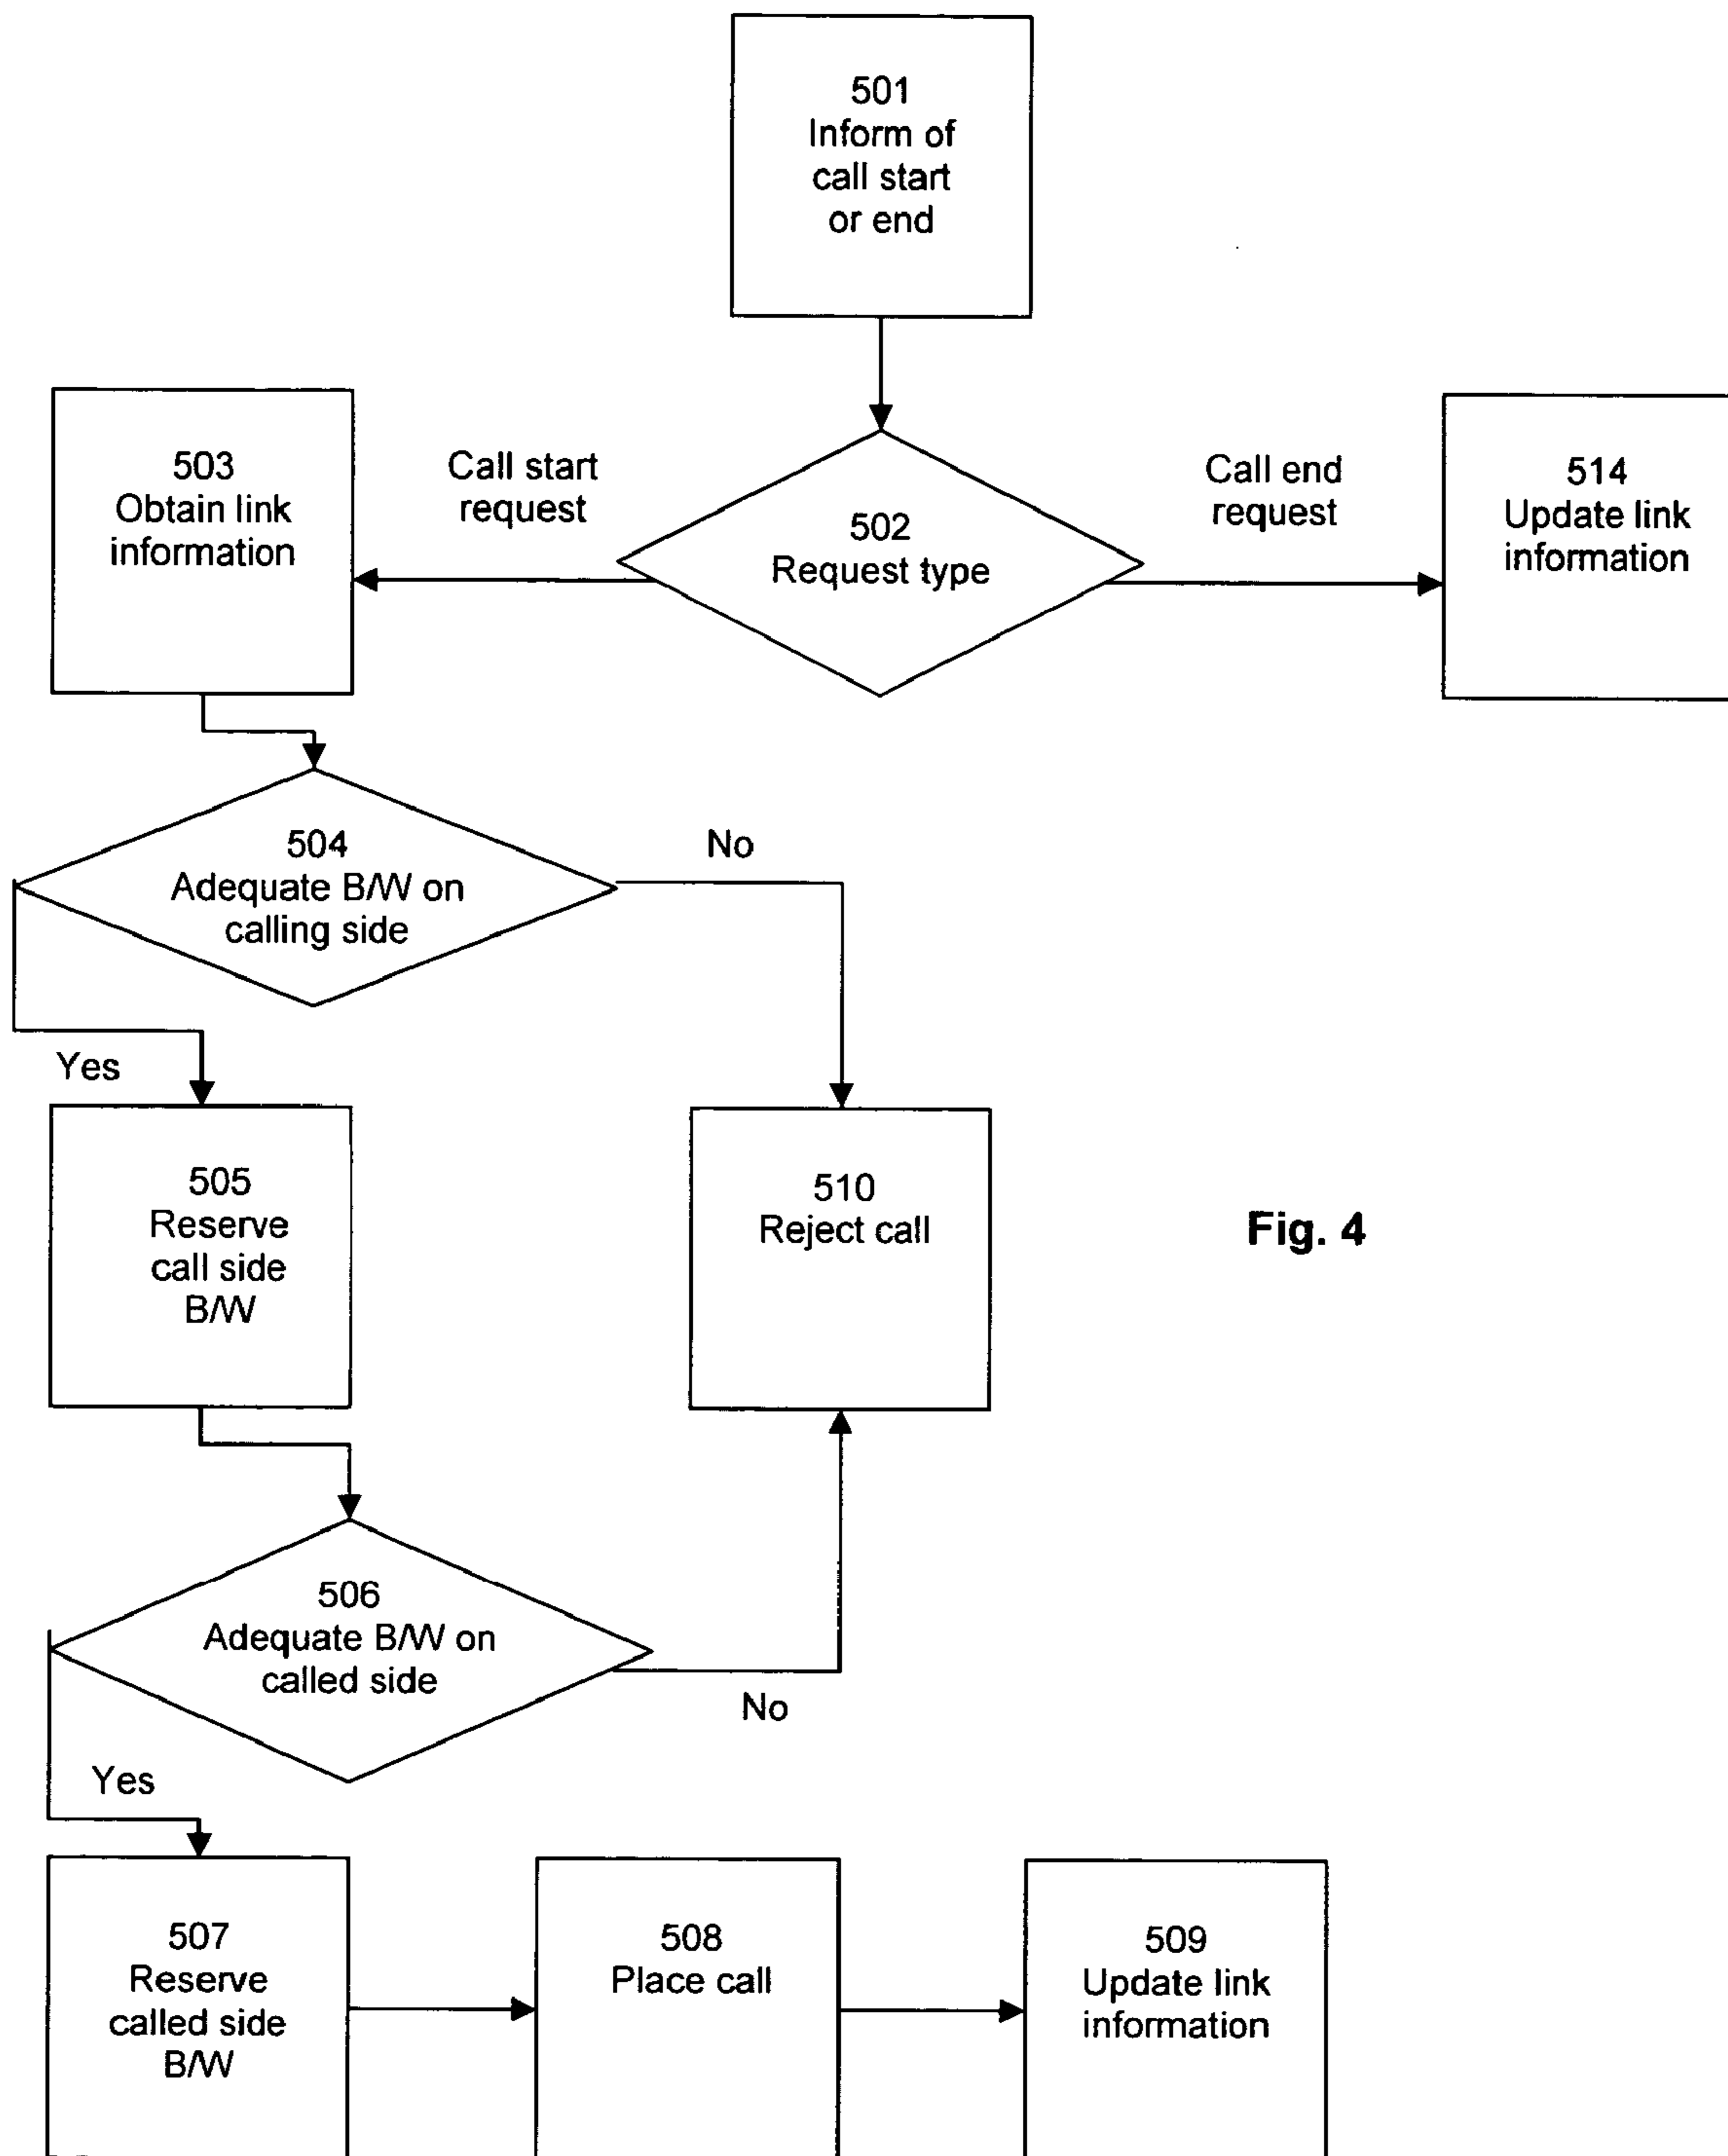 501
Inform of
call start
or end
503
Obtain link
information
Call start
request
502
Request type
Call end
request
514
Update link
information
504
Adequate B/W on
calling side
No
Yes
505
Reserve
call side
B/W
510
Reject call
Fig. 4
506
Adequate B/W on
called side
No
Yes
507
Reserve
called side
B/W
508
Place call
509
Update link
information